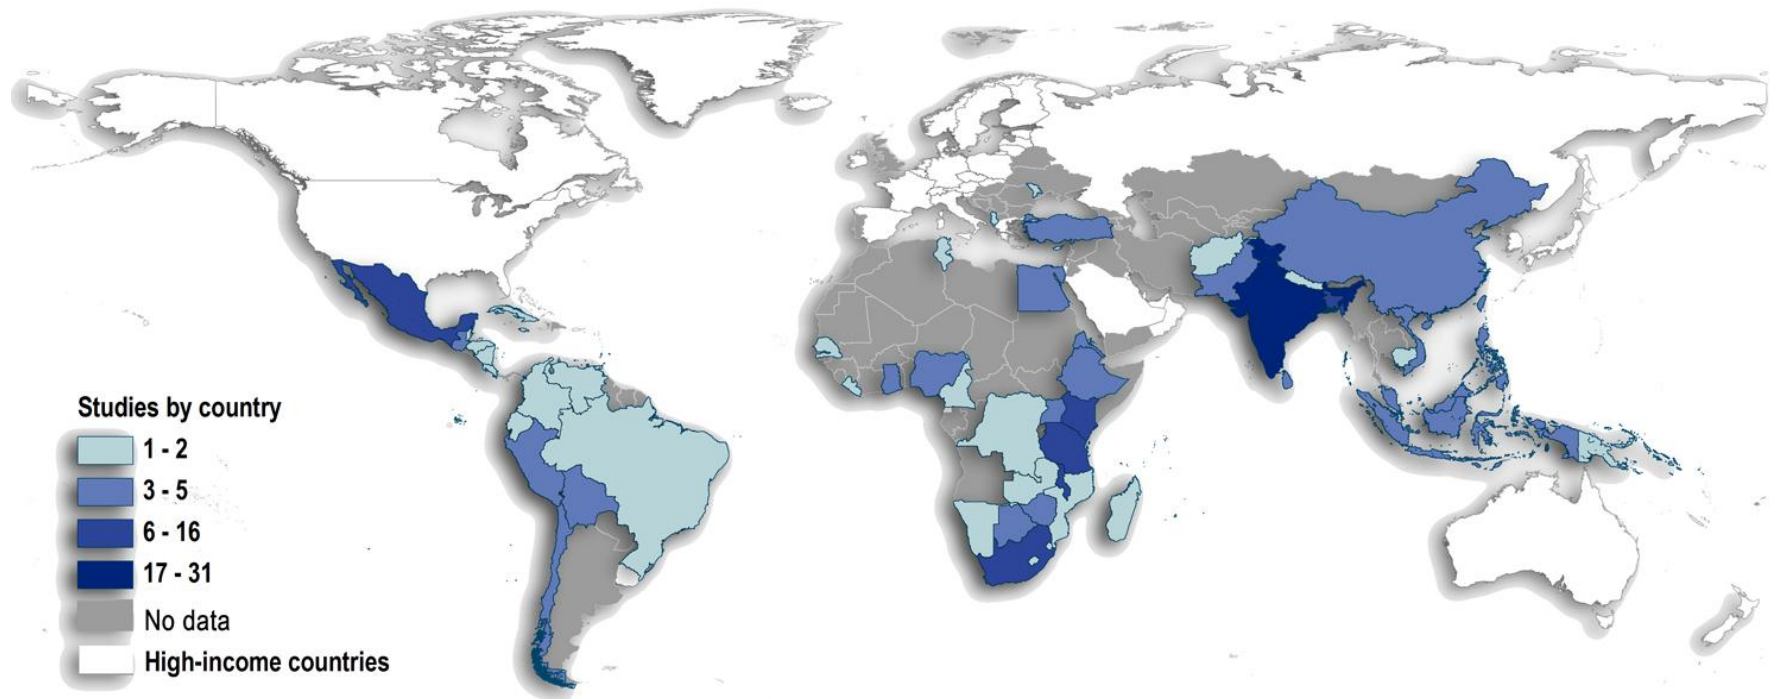 Studies by country
1 - 2
3 - 5
6 - 16
17 - 31
No data
High-income countries